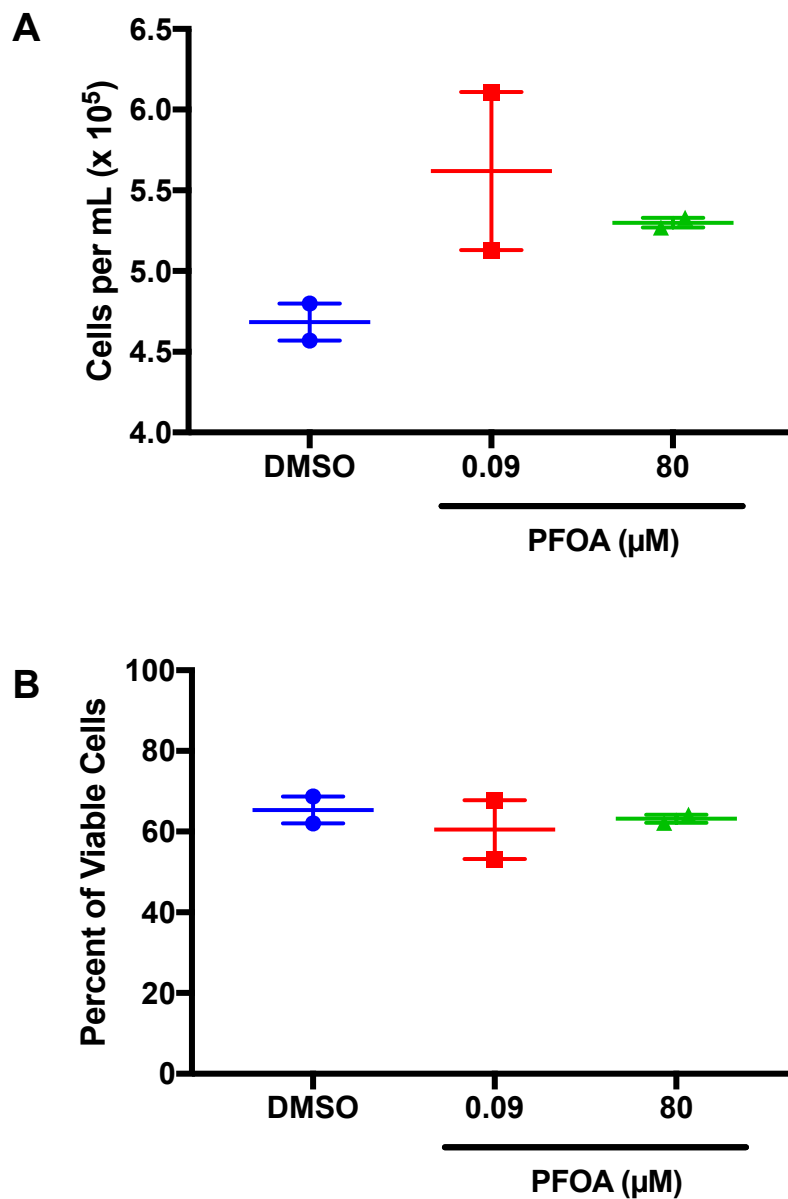 A
Cells per mL (x 10⁵)
6.5
6.0
5.5
5.0
4.5
4.0
DMSO 0.09 80
PFOA (µM)
B
Percent of Viable Cells
100
80
60
40
20
0
DMSO 0.09 80
PFOA (µM)